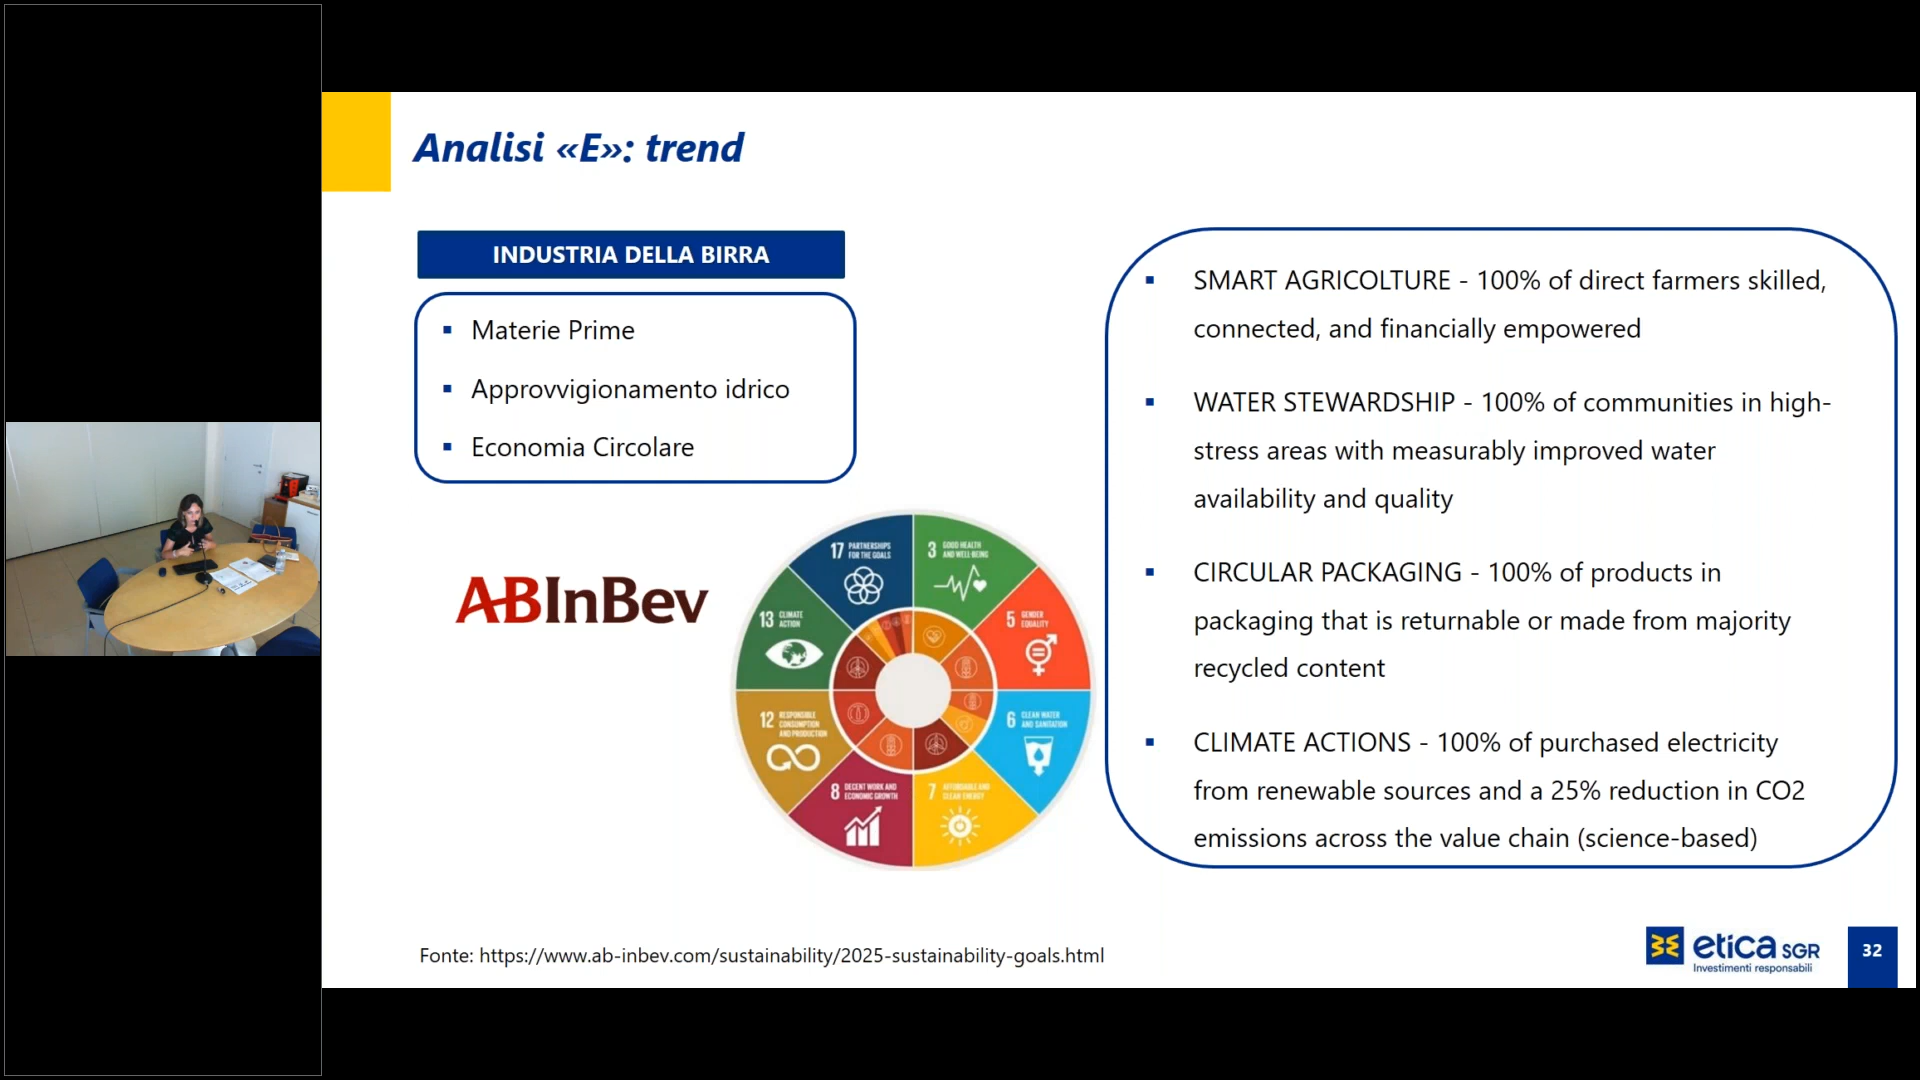 Analisi «E»: trend
INDUSTRIA DELLA BIRRA
Materie Prime
Approvvigionamento idrico
Economia Circolare
ABInBev
17 PARTNERSHIPS
FOR THE GOALS
3 GOOD HEALTH
AND WELL-BEING
13 CLIMATE
ACTION
5 GENDER
EQUALITY
12 RESPONSIBLE
CONSUMPTION
AND PRODUCTION
6 CLEAN WATER
AND SANITATION
8 DECENT WORK AND
ECONOMIC GROWTH
7 AFFORDABLE AND
CLEAN ENERGY
SMART AGRICOLTURE - 100% of direct farmers skilled,
connected, and financially empowered
WATER STEWARDSHIP - 100% of communities in high-
stress areas with measurably improved water
availability and quality
CIRCULAR PACKAGING - 100% of products in
packaging that is returnable or made from majority
recycled content
CLIMATE ACTIONS - 100% of purchased electricity
from renewable sources and a 25% reduction in CO2
emissions across the value chain (science-based)
Fonte: https://www.ab-inbev.com/sustainability/2025-sustainability-goals.html
etica SGR
Investimenti responsabili
32